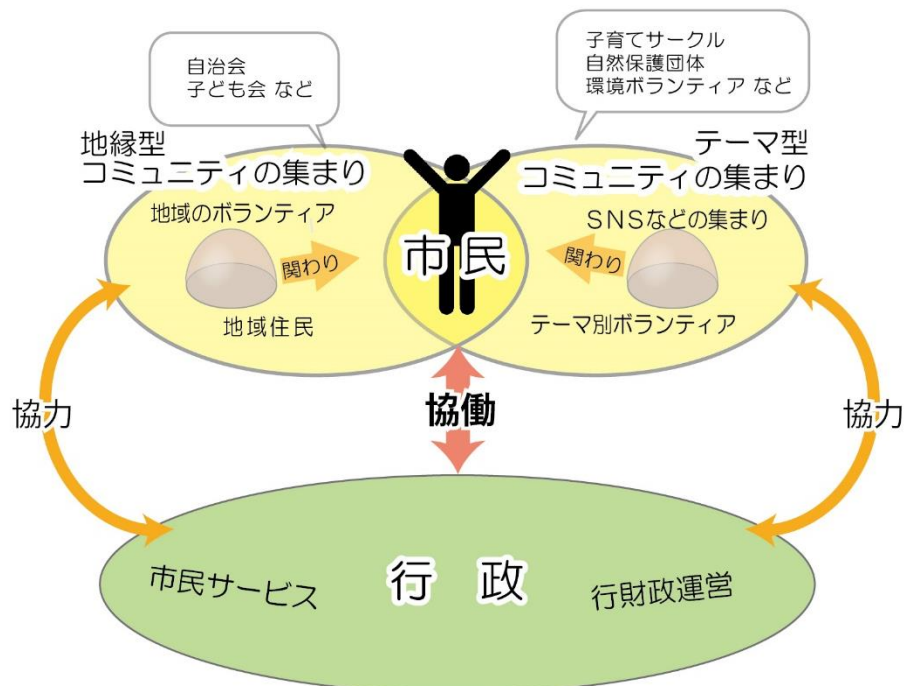 自治会
子ども会 など
子育てサークル
自然保護団体
環境ボランティア など
地縁型
コミュニティの集まり
テーマ型
コミュニティの集まり
地域のボランティア
関わり
地域住民
市民
SNSなどの集まり
関わり
テーマ別ボランティア
協力
協働
協力
市民サービス
行 政
行財政運営